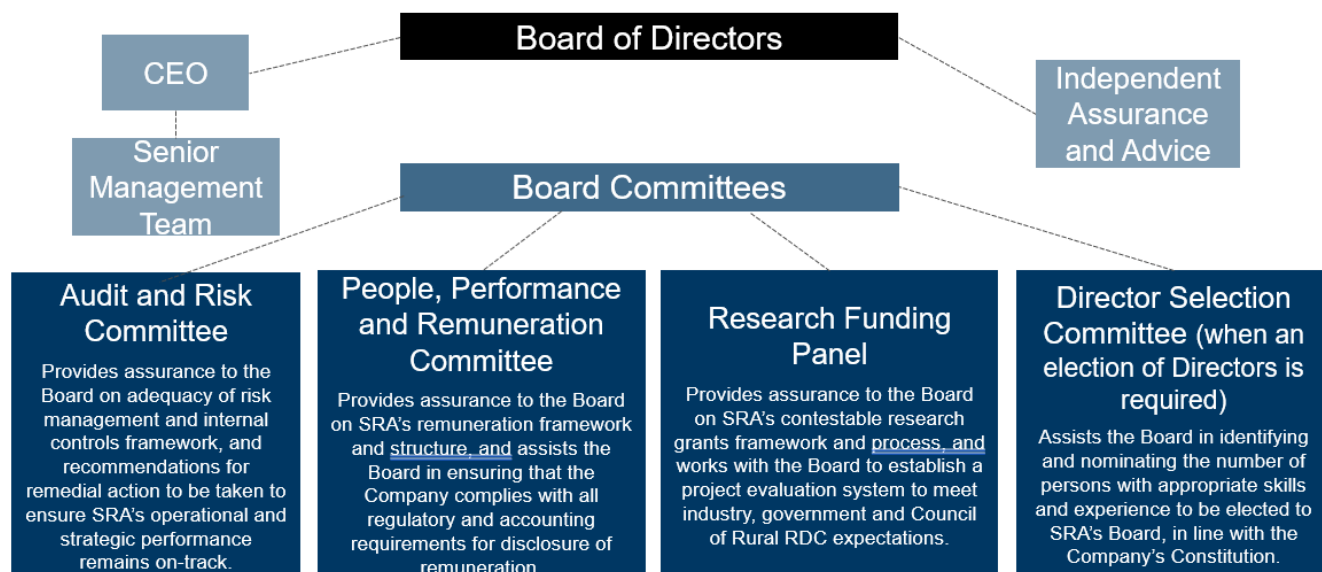 Board of Directors
CEO
Independent
Assurance
and Advice
Senior
Management
Team
Board Committees
Audit and Risk
Committee
Provides assurance to the
Board on adequacy of risk
management and internal
controls framework, and
recommendations for
remedial action to be taken to
ensure SRA's operational and
strategic performance
remains on-track.
People, Performance
and Remuneration
Committee
Provides assurance to the Board
on SRA's remuneration framework
and structure, and assists the
Board in ensuring that the
Company complies with all
regulatory and accounting
requirements for disclosure of
remuneration
Research Funding
Panel
Provides assurance to the Board
on SRA's contestable research
grants framework and process, and
works with the Board to establish a
project evaluation system to meet
industry, government and Council
of Rural RDC expectations.
Director Selection
Committee (when an
election of Directors is
required)
Assists the Board in identifying
and nominating the number of
persons with appropriate skills
and experience to be elected to
SRA's Board, in line with the
Company's Constitution.